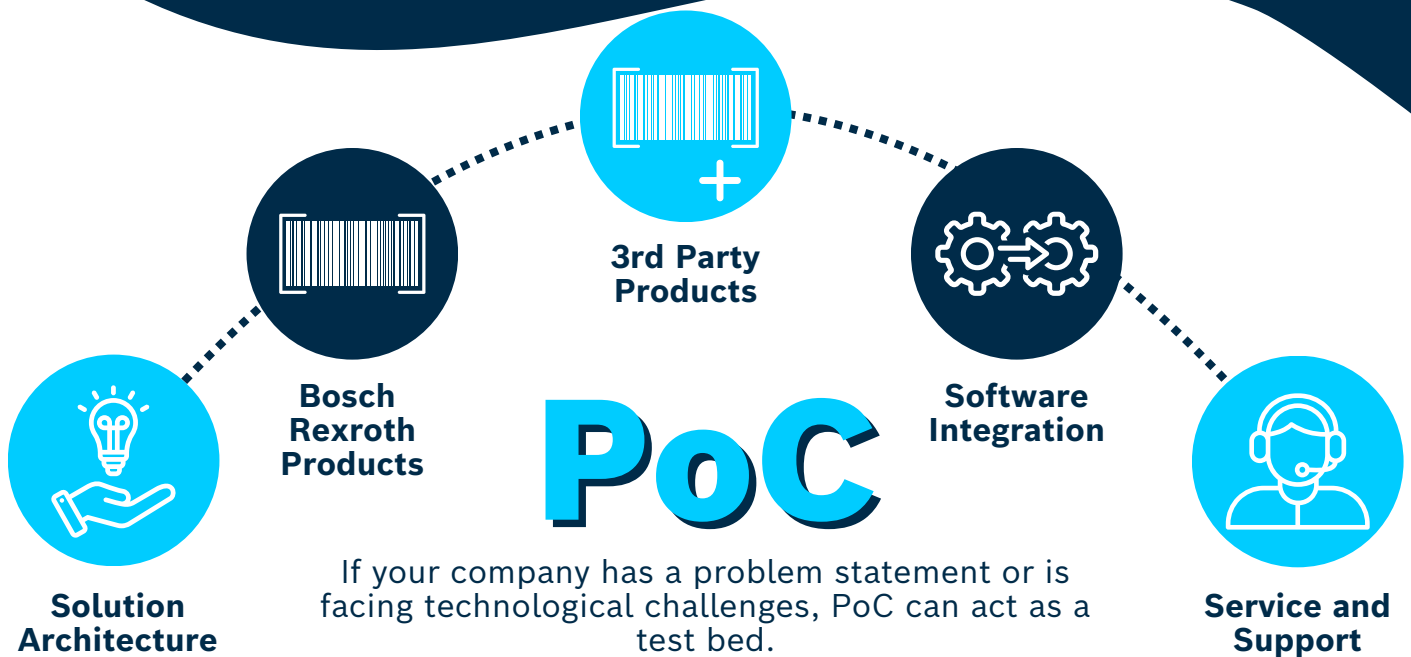 3rd Party
Products
Bosch
Rexroth
Products
Software
Integration
PoC
If your company has a problem statement or is
facing technological challenges, PoC can act as a
test bed.
Solution
Architecture
Service and
Support